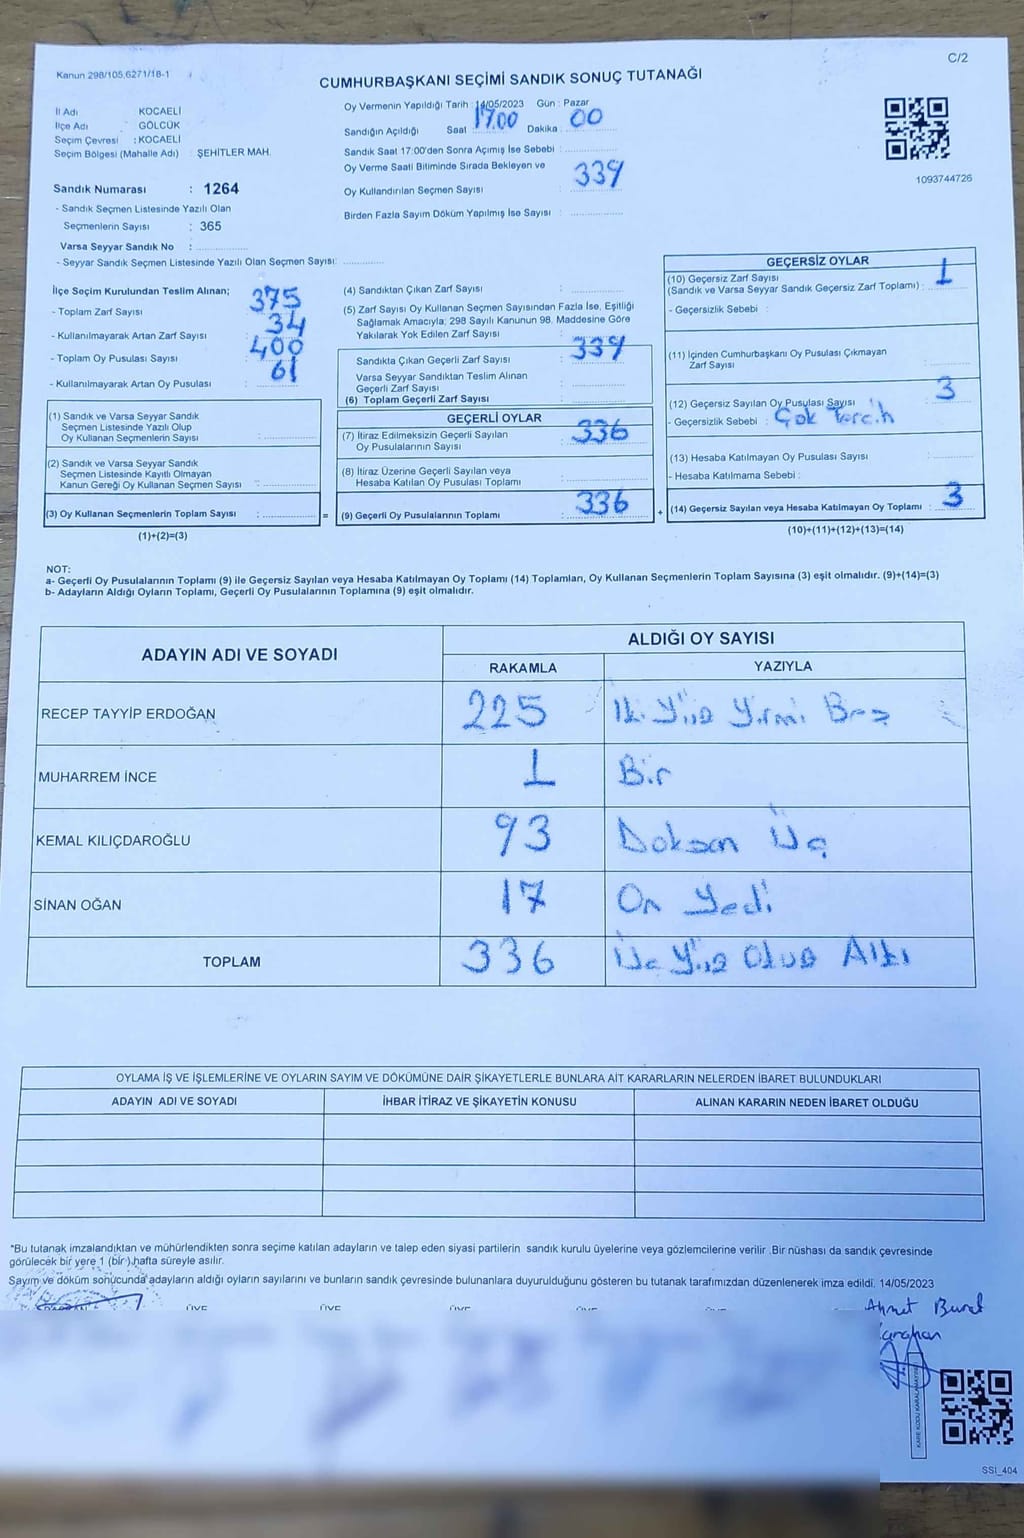 Kanun 298/105,6271/18-1
C/2
CUMHURBAŞKANI SEÇİMİ SANDIK SONUÇ TUTANAĞI
İl Adı KOCAELİ
İlçe Adı : GÖLCÜK
Seçim Çevresi : KOCAELİ
Seçim Bölgesi (Mahalle Adı) ŞEHİTLER MAH.
Sandık Numarası : 1264
- Sandık Seçmen Listesinde Yazılı Olan
Seçmenlerin Sayısı : 365
Varsa Seyyar Sandık No :
- Seyyar Sandık Seçmen Listesinde Yazılı Olan Seçmen Sayısı:
Oy Vermenin Yapıldığı Tarih : 14/05/2023 Gün : Pazar
Sandığın Açıldığı Saat 17.00 Dakika 00
Sandık Saat 17:00'den Sonra Açımış İse Sebebi :
Oy Verme Saati Bitiminde Sırada Bekleyen ve
Oy Kullandırılan Seçmen Sayısı : 339
Birden Fazla Sayım Döküm Yapılmış İse Sayısı :
1093744726
İlçe Seçim Kurulundan Teslim Alınan;
- Toplam Zarf Sayısı : 375
- Kullanılmayarak Artan Zarf Sayısı : 34
- Toplam Oy Pusulası Sayısı : 400
- Kullanılmayarak Artan Oy Pusulası : 61
(1) Sandık ve Varsa Seyyar Sandık
Seçmen Listesinde Yazılı Olup
Oy Kullanan Seçmenlerin Sayısı :
(2) Sandık ve Varsa Seyyar Sandık
Seçmen Listesinde Kayıtlı Olmayan
Kanun Gereği Oy Kullanan Seçmen Sayısı :
(3) Oy Kullanan Seçmenlerin Toplam Sayısı : =
(1)+(2)=(3)
(4) Sandıktan Çıkan Zarf Sayısı :
(5) Zarf Sayısı Oy Kullanan Seçmen Sayısından Fazla İse, Eşitliği
Sağlamak Amacıyla; 298 Sayılı Kanunun 98. Maddesine Göre
Yakılarak Yok Edilen Zarf Sayısı :
Sandıkta Çıkan Geçerli Zarf Sayısı : 339
Varsa Seyyar Sandıktan Teslim Alınan
Geçerli Zarf Sayısı :
(6) Toplam Geçerli Zarf Sayısı :
GEÇERLİ OYLAR
(7) İtiraz Edilmeksizin Geçerli Sayılan
Oy Pusulalarının Sayısı : 336
(8) İtiraz Üzerine Geçerli Sayılan veya
Hesaba Katılan Oy Pusulası Toplamı :
(9) Geçerli Oy Pusulalarının Toplamı : 336 +
GEÇERSİZ OYLAR
(10) Geçersiz Zarf Sayısı
(Sandık ve Varsa Seyyar Sandık Geçersiz Zarf Toplamı) : 1
- Geçersizlik Sebebi :
(11) İçinden Cumhurbaşkanı Oy Pusulası Çıkmayan
Zarf Sayısı :
(12) Geçersiz Sayılan Oy Pusulası Sayısı : 3
- Geçersizlik Sebebi : Çok tercih
(13) Hesaba Katılmayan Oy Pusulası Sayısı :
- Hesaba Katılmama Sebebi :
(14) Geçersiz Sayılan veya Hesaba Katılmayan Oy Toplamı : 3
(10)+(11)+(12)+(13)=(14)
NOT:
a- Geçerli Oy Pusulalarının Toplamı (9) ile Geçersiz Sayılan veya Hesaba Katılmayan Oy Toplamı (14) Toplamları, Oy Kullanan Seçmenlerin Toplam Sayısına (3) eşit olmalıdır. (9)+(14)=(3)
b- Adayların Aldığı Oyların Toplamı, Geçerli Oy Pusulalarının Toplamına (9) eşit olmalıdır.
ADAYIN ADI VE SOYADI ALDIĞI OY SAYISI
RAKAMLA YAZIYLA
RECEP TAYYİP ERDOĞAN 225 İki Yüz Yirmi Beş
MUHARREM İNCE 1 Bir
KEMAL KILIÇDAROĞLU 93 Doksan Üç
SİNAN OĞAN 17 On Yedi
TOPLAM 336 Üç Yüz Otuz Altı
OYLAMA İŞ VE İŞLEMLERİNE VE OYLARIN SAYIM VE DÖKÜMÜNE DAİR ŞİKAYETLERLE BUNLARA AİT KARARLARIN NELERDEN İBARET BULUNDUKLARI
ADAYIN ADI VE SOYADI İHBAR İTİRAZ VE ŞİKAYETİN KONUSU ALINAN KARARIN NEDEN İBARET OLDUĞU
*Bu tutanak imzalandıktan ve mühürlendikten sonra seçime katılan adayların ve talep eden siyasi partilerin sandık kurulu üyelerine veya gözlemcilerine verilir .Bir nüshası da sandık çevresinde
görülecek bir yere 1 (bir ) hafta süreyle asılır.
Sayım ve döküm sonucunda adayların aldığı oyların sayılarını ve bunların sandık çevresinde bulunanlara duyurulduğunu gösteren bu tutanak tarafımızdan düzenlenerek imza edildi. 14/05/2023
ÜYE ÜYE ÜYE
Ahmet Burak
Karahan
KARE KODU KARALAMAYINIZ
SSI_404